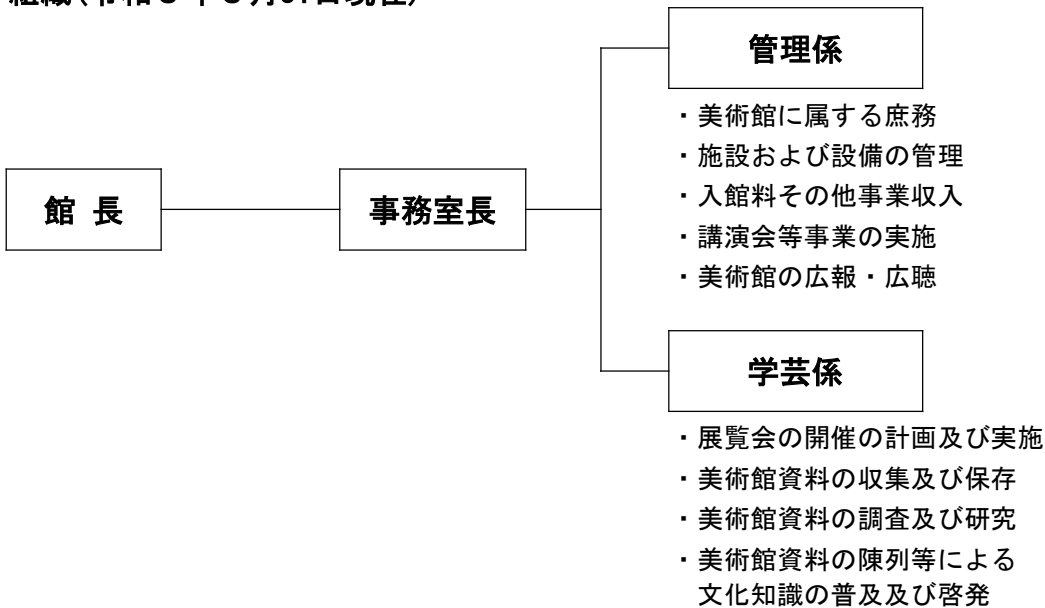 館 長
事務室長
管理係
・美術館に属する庶務
・施設および設備の管理
・入館料その他事業収入
・講演会等事業の実施
・美術館の広報・広聴
学芸係
・展覧会の開催の計画及び実施
・美術館資料の収集及び保存
・美術館資料の調査及び研究
・美術館資料の陳列等による
文化知識の普及及び啓発